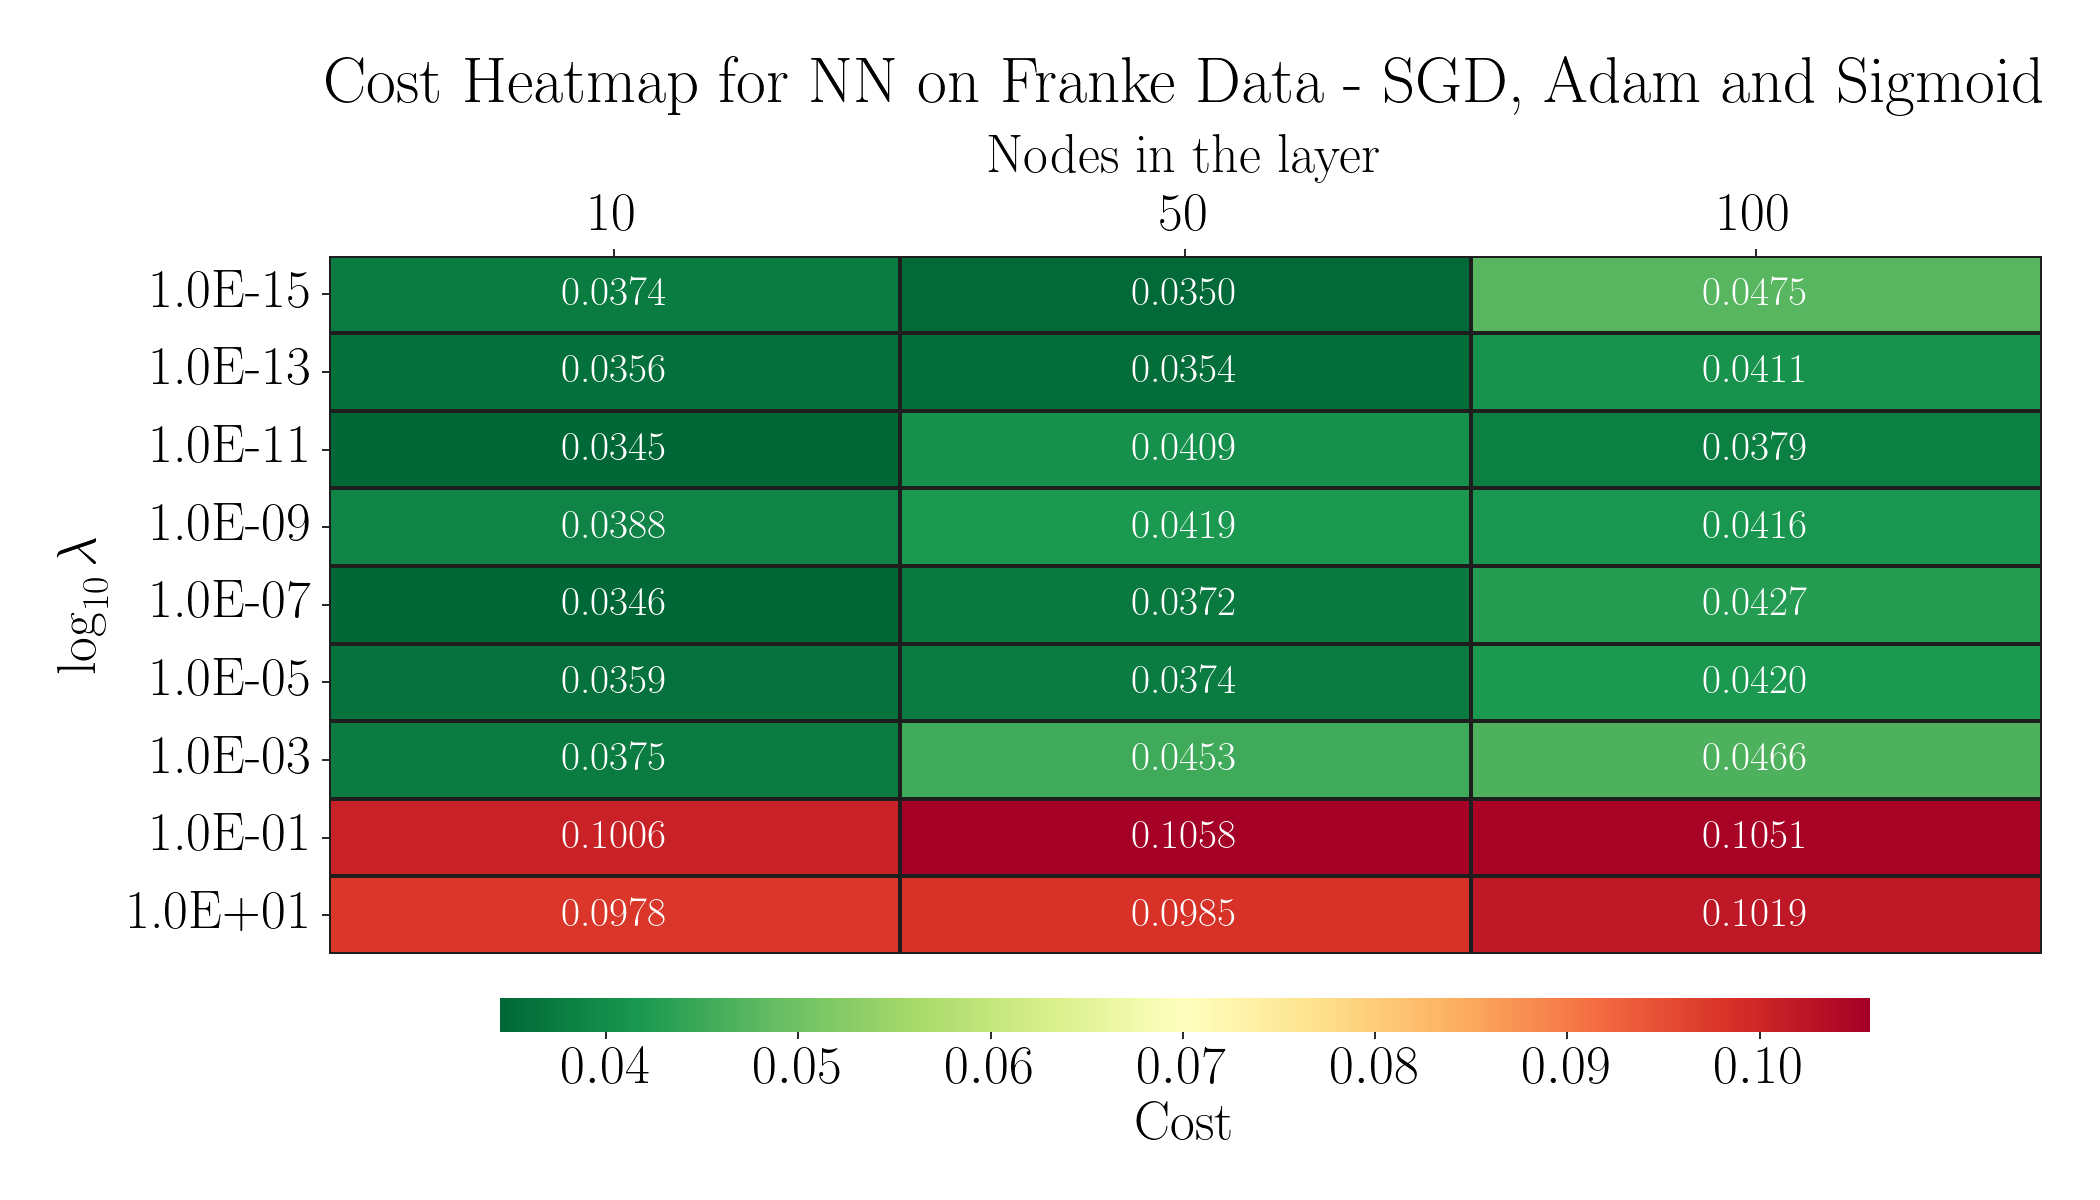 Cost Heatmap for NN on Franke Data - SGD, Adam and Sigmoid
Nodes in the layer
10 50 100
1.0E-15 0.0374 0.0350 0.0475
1.0E-13 0.0356 0.0354 0.0411
1.0E-11 0.0345 0.0409 0.0379
1.0E-09 0.0388 0.0419 0.0416
1.0E-07 0.0346 0.0372 0.0427
1.0E-05 0.0359 0.0374 0.0420
1.0E-03 0.0375 0.0453 0.0466
1.0E-01 0.1006 0.1058 0.1051
1.0E+01 0.0978 0.0985 0.1019
log₁₀ λ
0.04 0.05 0.06 0.07 0.08 0.09 0.10
Cost